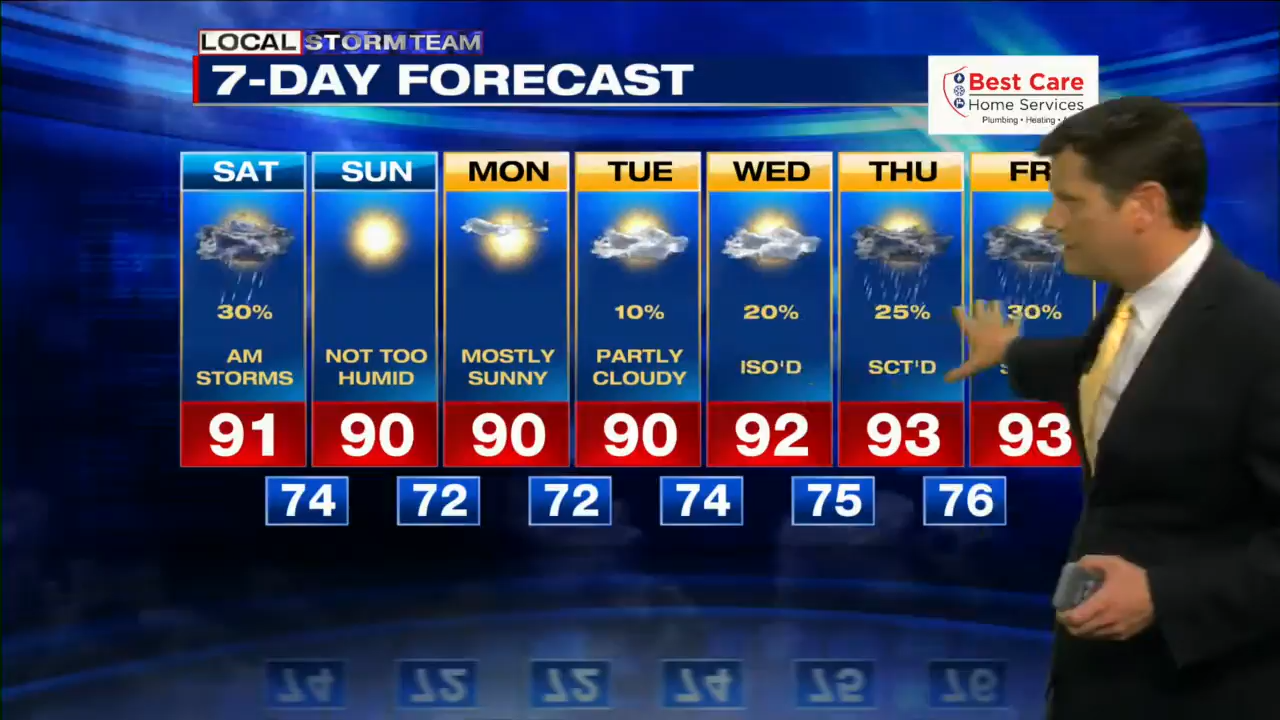 LOCAL STORM TEAM
7-DAY FORECAST
Best Care
Home Services
Plumbing • Heating •
SAT SUN MON TUE WED THU
30% 10% 20% 25% 30%
AM
STORMS
NOT TOO
HUMID
MOSTLY
SUNNY
PARTLY
CLOUDY
ISO'D
SCT'D
91 90 90 90 92 93 93
74 72 72 74 75 76